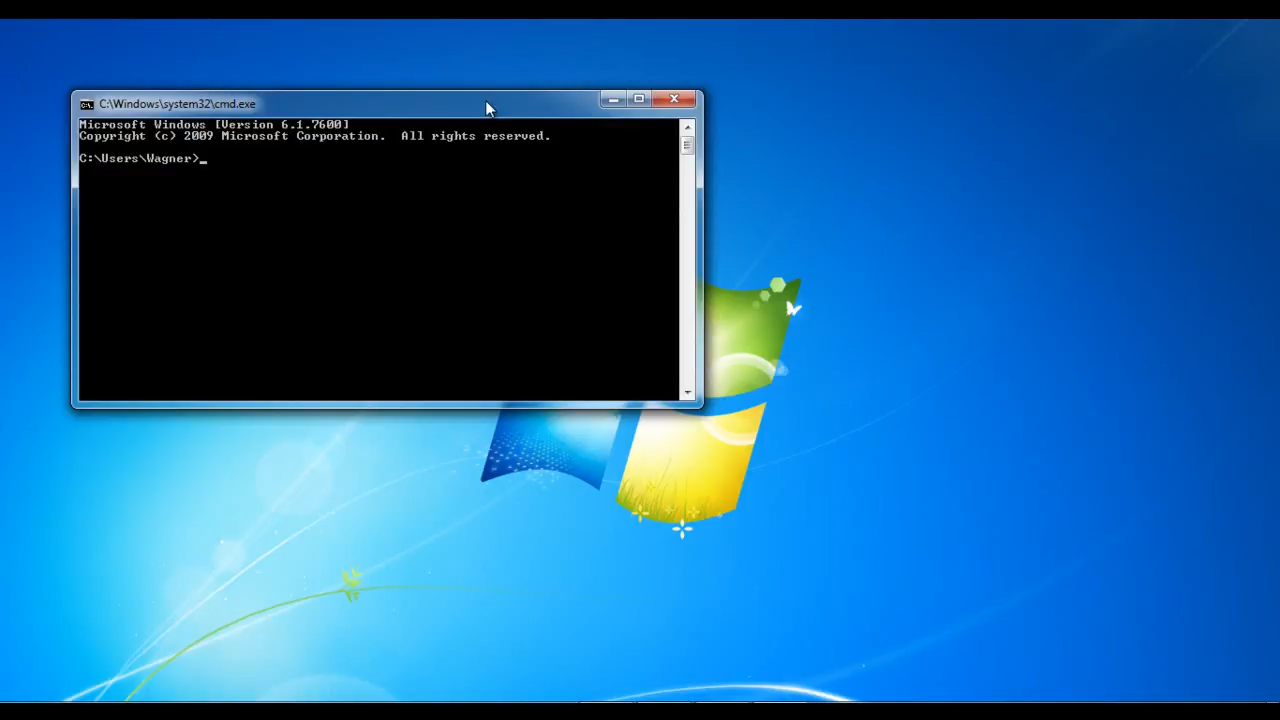 C:\Windows\system32\cmd.exe
Microsoft Windows [Version 6.1.7600]
Copyright (c) 2009 Microsoft Corporation.  All rights reserved.
C:\Users\Wagner>_